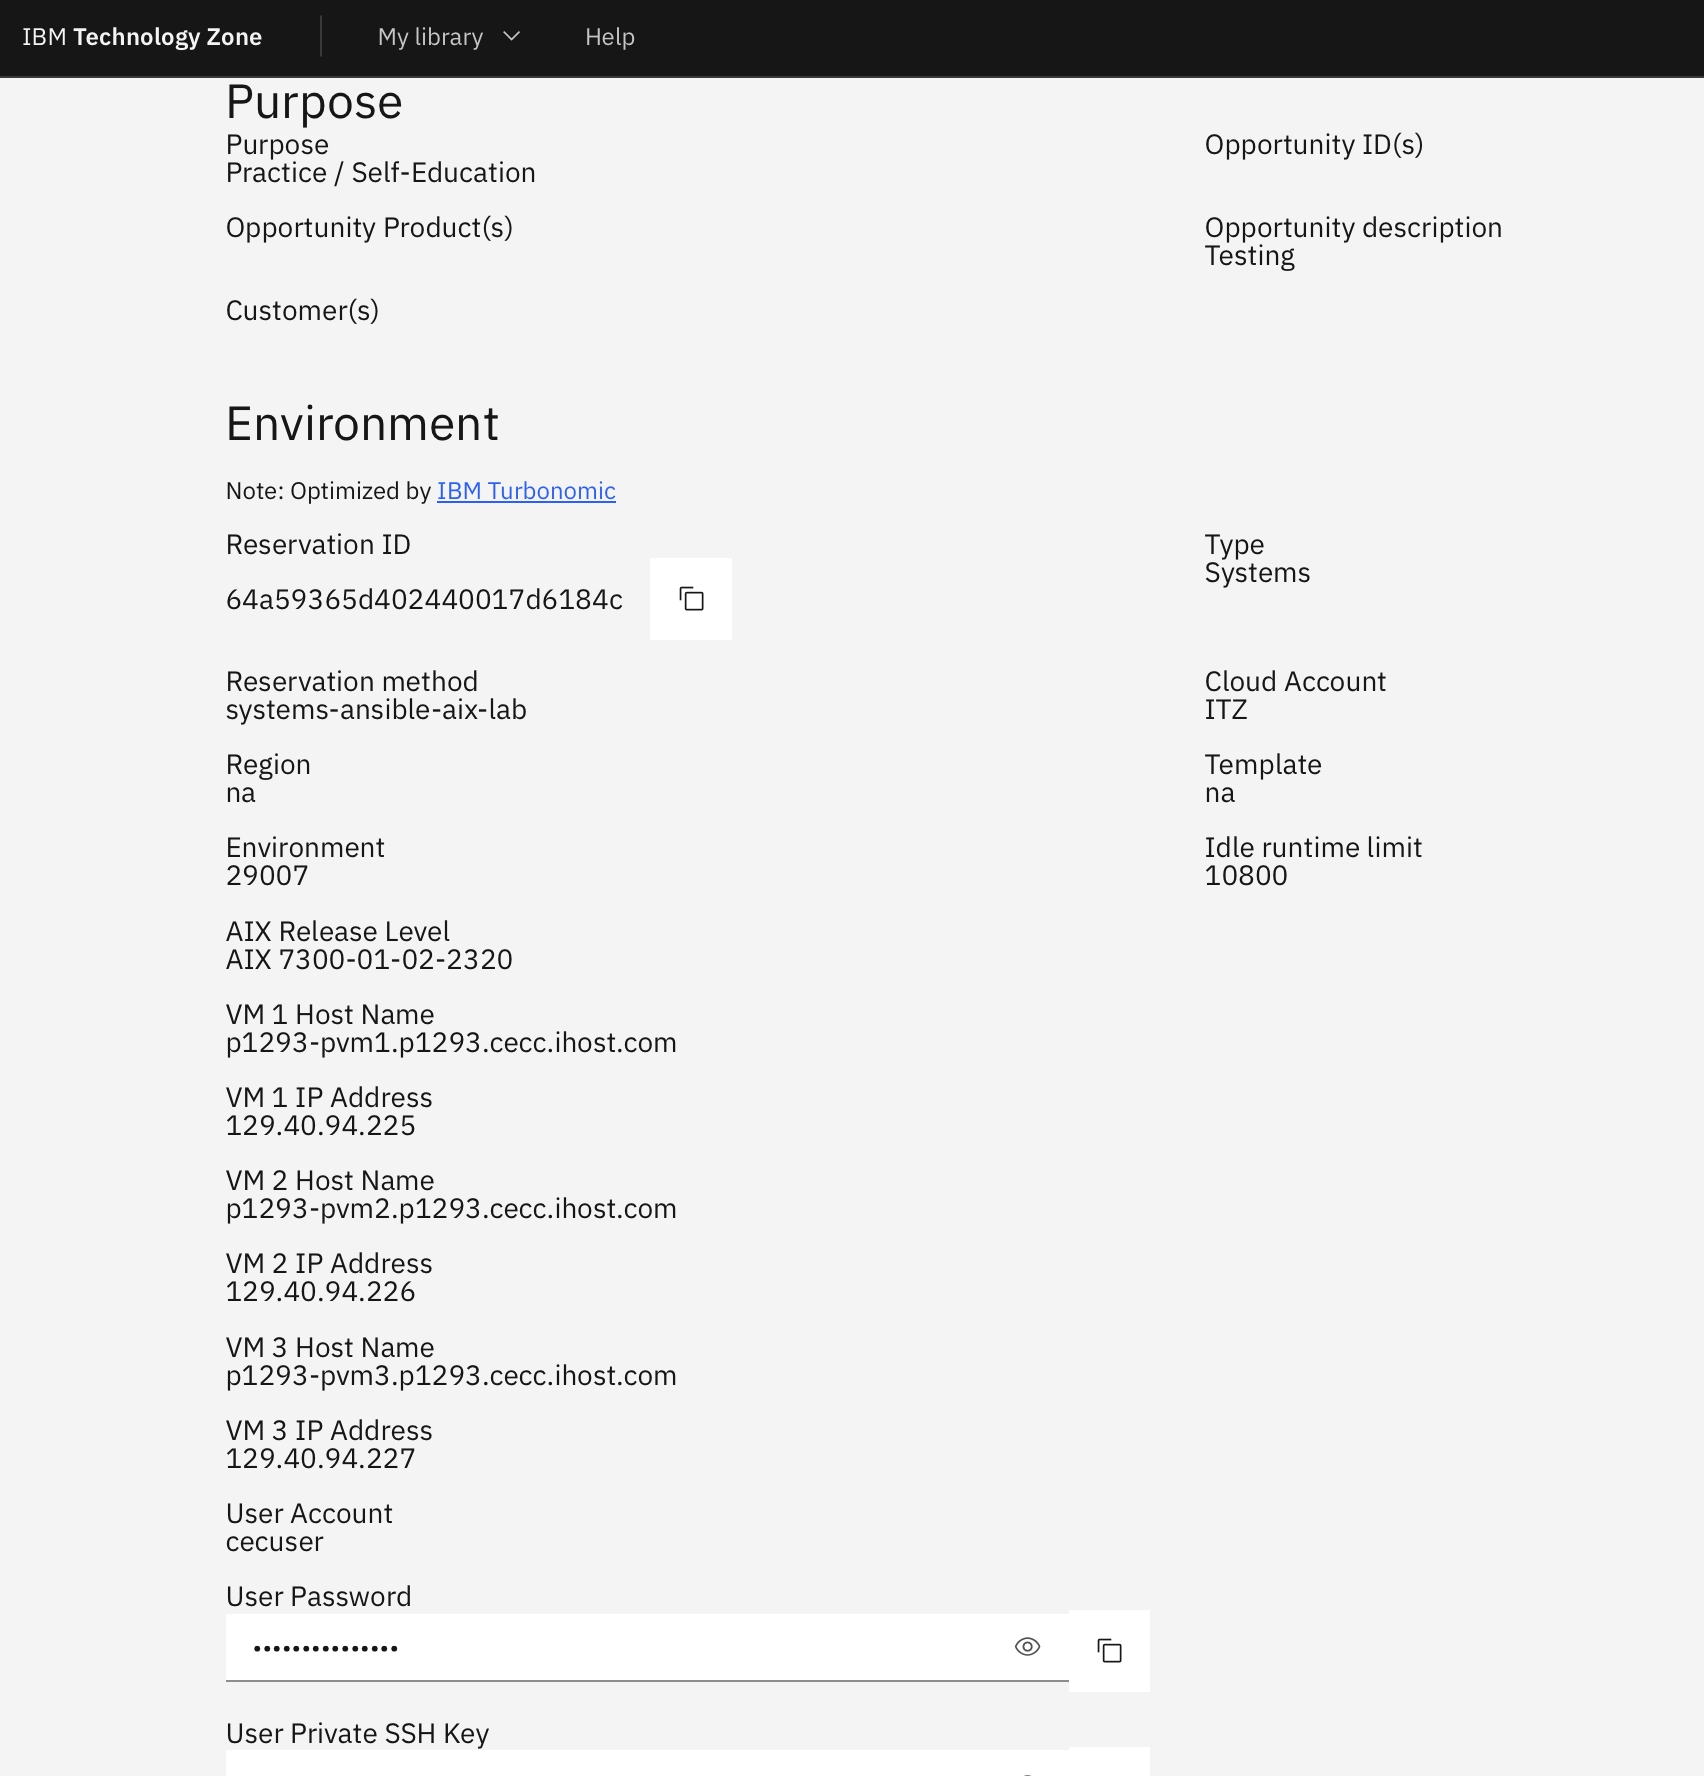 IBM Technology Zone
My library
Help
Purpose
Purpose
Practice / Self-Education
Opportunity ID(s)
Opportunity Product(s)
Opportunity description
Testing
Customer(s)
Environment
Note: Optimized by IBM Turbonomic
Reservation ID
64a59365d402440017d6184c
Type
Systems
Reservation method
systems-ansible-aix-lab
Cloud Account
ITZ
Region
na
Template
na
Environment
29007
Idle runtime limit
10800
AIX Release Level
AIX 7300-01-02-2320
VM 1 Host Name
p1293-pvm1.p1293.cecc.ihost.com
VM 1 IP Address
129.40.94.225
VM 2 Host Name
p1293-pvm2.p1293.cecc.ihost.com
VM 2 IP Address
129.40.94.226
VM 3 Host Name
p1293-pvm3.p1293.cecc.ihost.com
VM 3 IP Address
129.40.94.227
User Account
cecuser
User Password
•••••••••••••••
User Private SSH Key